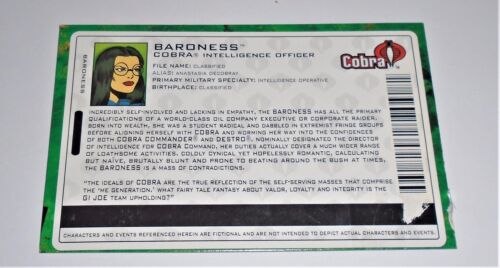 BARONESS™
COBRA® INTELLIGENCE OFFICER
FILE NAME: CLASSIFIED
ALIAS: ANASTASIA DECOBRAY
PRIMARY MILITARY SPECIALTY: INTELLIGENCE OPERATIVE
BIRTHPLACE: CLASSIFIED
Cobra™
BARONESS
INCREDIBLY SELF-INVOLVED AND LACKING IN EMPATHY, THE BARONESS HAS ALL THE PRIMARY
QUALIFICATIONS OF A WORLD-CLASS OIL COMPANY EXECUTIVE OR CORPORATE RAIDER.
BORN INTO WEALTH, SHE WAS A STUDENT RADICAL AND DABBLED IN EXTREMIST FRINGE GROUPS
BEFORE ALIGNING HERSELF WITH COBRA AND WORMING HER WAY INTO THE CONFIDENCES
OF BOTH COBRA COMMANDER® AND DESTRO®. NOMINALLY DESIGNATED THE DIRECTOR
OF INTELLIGENCE FOR COBRA COMMAND, HER DUTIES ACTUALLY COVER A MUCH WIDER RANGE
OF LOATHSOME ACTIVITIES. COLDLY CYNICAL YET HOPELESSLY ROMANTIC, CALCULATING
BUT NAÏVE, BRUTALLY BLUNT AND PRONE TO BEATING AROUND THE BUSH AT TIMES,
THE BARONESS IS A MASS OF CONTRADICTIONS.
"THE IDEALS OF COBRA ARE THE TRUE REFLECTION OF THE SELF-SERVING MASSES THAT COMPRISE
THE 'ME GENERATION'. WHAT FAIRY TALE FANTASY ABOUT VALOR, LOYALTY AND INTEGRITY IS THE
GI JOE TEAM UPHOLDING?"
CHARACTERS AND EVENTS REFERENCED HEREIN ARE FICTIONAL AND ARE NOT INTENDED TO DEPICT ACTUAL CHARACTERS AND EVENTS.